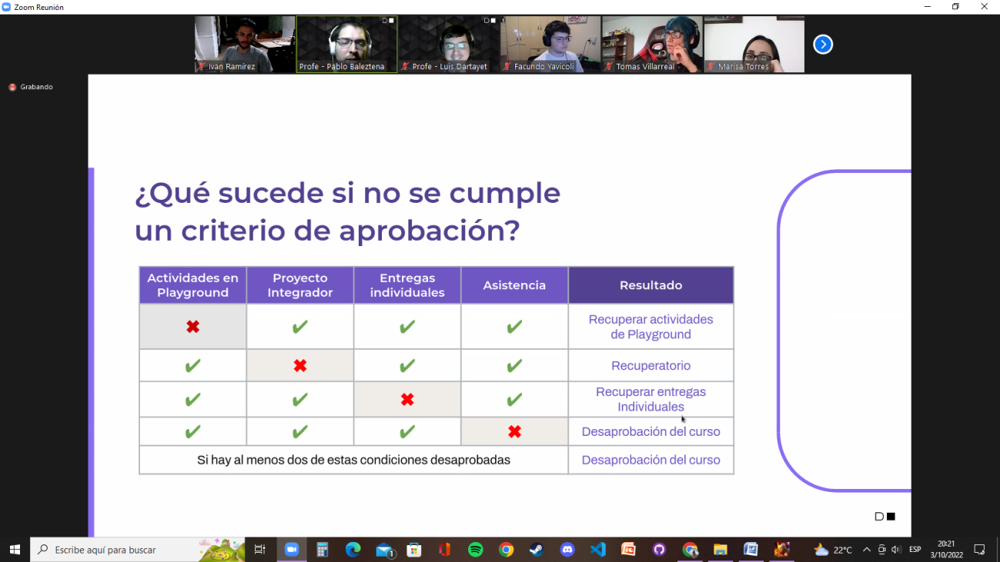 Zoom Reunión
Ivan Ramírez
Profe - Pablo Baleztena
Profe - Luis Dartayet
Facundo Yavicoli
Tomas Villarreal
Marisa Torres
Grabando
¿Qué sucede si no se cumple
un criterio de aprobación?
Actividades en
Playground
Proyecto
Integrador
Entregas
individuales
Asistencia
Resultado
Recuperar actividades
de Playground
Recuperatorio
Recuperar entregas
Individuales
Desaprobación del curso
Si hay al menos dos de estas condiciones desaprobadas
Desaprobación del curso
Escribe aquí para buscar
1
22°C
ESP
20:21
3/10/2022